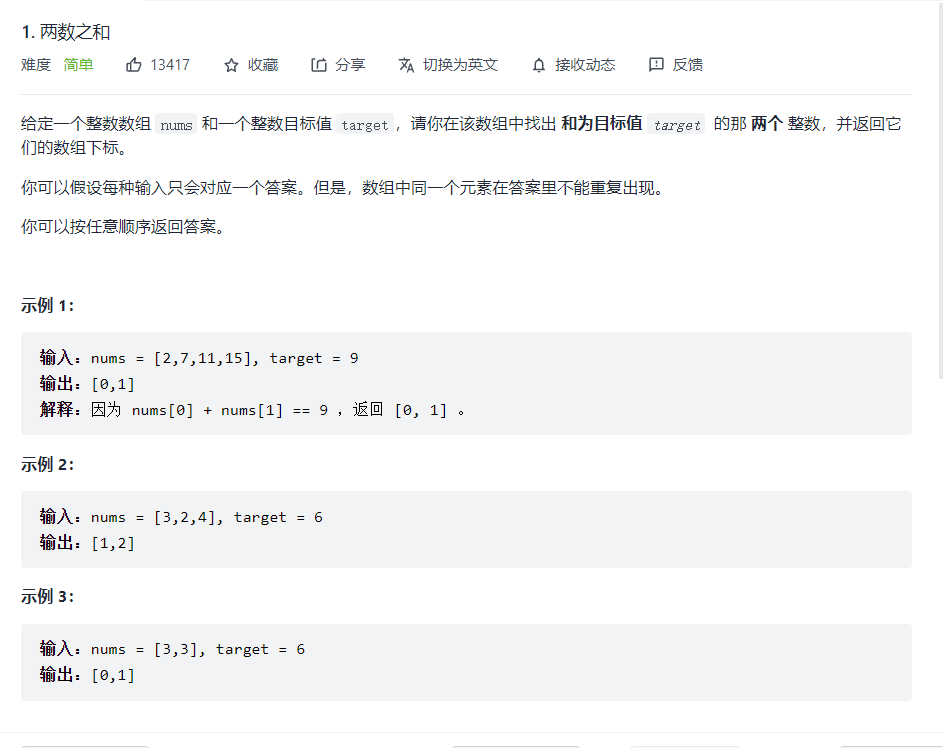 1. 两数之和
难度 简单 13417 收藏 分享 切换为英文 接收动态 反馈
给定一个整数数组 nums 和一个整数目标值 target，请你在该数组中找出 和为目标值 target 的那 两个 整数，并返回它
们的数组下标。
你可以假设每种输入只会对应一个答案。但是，数组中同一个元素在答案里不能重复出现。
你可以按任意顺序返回答案。
示例 1：
输入：nums = [2,7,11,15], target = 9
输出：[0,1]
解释：因为 nums[0] + nums[1] == 9 ，返回 [0, 1] 。
示例 2：
输入：nums = [3,2,4], target = 6
输出：[1,2]
示例 3：
输入：nums = [3,3], target = 6
输出：[0,1]